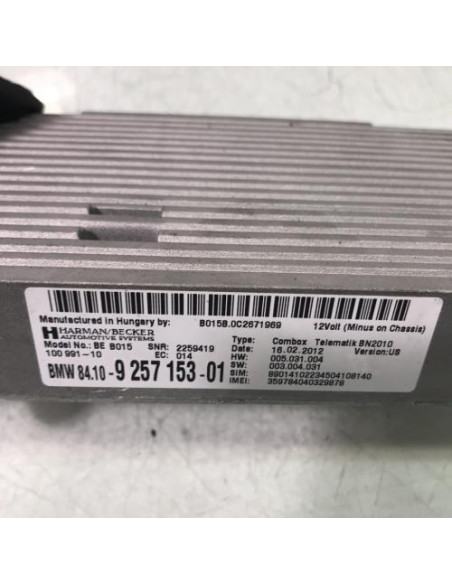 B015B.0C2671969
Manufactured in Hungary by:
12Volt (Minus on Chassis)
HARMAN/BECKER
AUTOMOTIVE SYSTEMS
Type: Combox Telematik BN2010
Model No.: BE B015 SNR: 2259419
Date: 16.02.2012 Version:US
100 991-10 EC: 014
HW: 005.031.004
BMW 84.10-9 257 153-01
SW: 003.004.031
SIM: 89014102234504108140
IMEI: 359784040329876